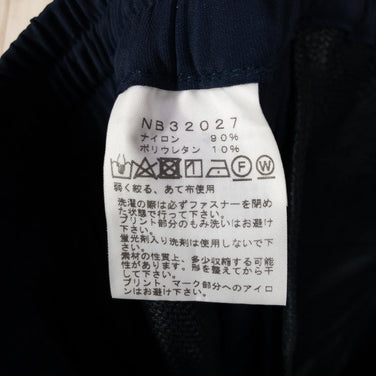 NB32027
ナイロン 90%
ポリウレタン 10%
F W
弱く絞る、あて布使用
洗濯の際は必ずファスナーを閉め
た状態で行って下さい。
プリント部分のもみ洗いはお避け
下さい。
蛍光剤入り洗剤は使用しないで下
さい。
素材の性質上、多少収縮する可能
性があります。形を整えてから干
して下さい。
プリント、マーク部分へのアイロ
ンはお避け下さい。